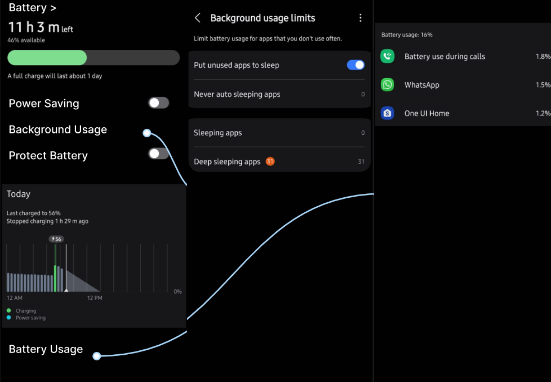 Battery >
11 h 3 m left
46% available
A full charge will last about 1 day
Power Saving
Background Usage
Protect Battery
Today
Last charged to 56%
Stopped charging 1 h 29 m ago
56
0%
12 AM 12 PM
Charging
Power saving
Battery Usage
Background usage limits
Limit battery usage for apps that you don't use often.
Put unused apps to sleep
Never auto sleeping apps 0
Sleeping apps 0
Deep sleeping apps 31 31
Battery usage: 16%
Battery use during calls 1.8%
WhatsApp 1.5%
One UI Home 1.2%